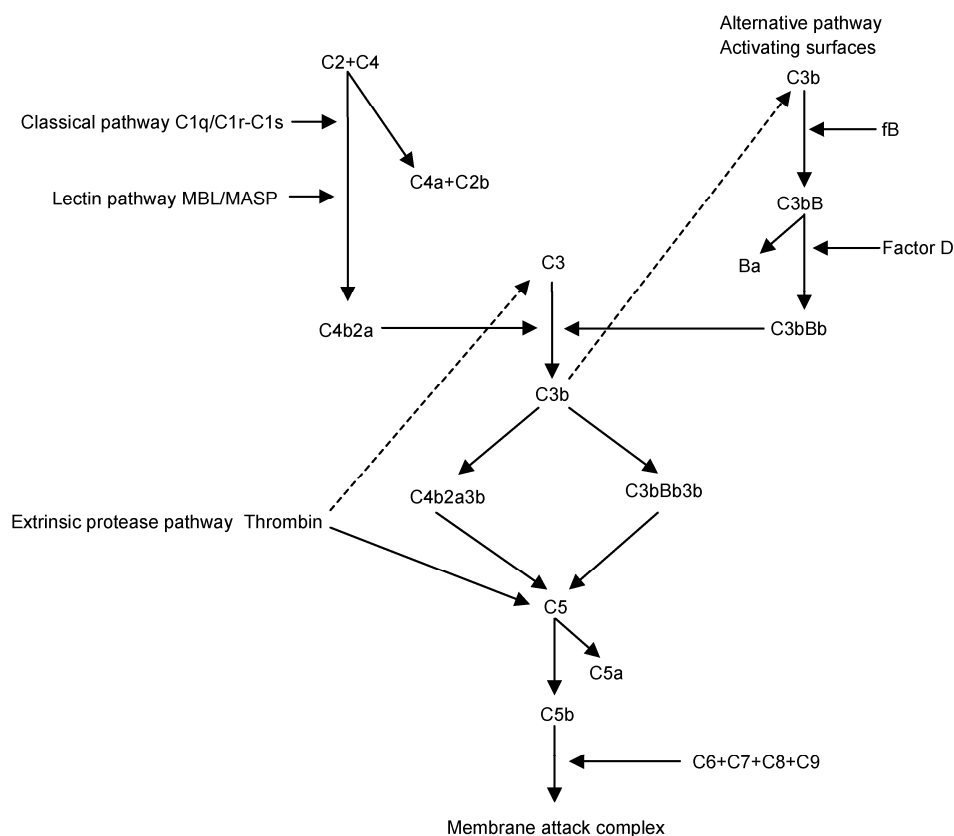 Alternative pathway
Activating surfaces
C2+C4
C3b
Classical pathway C1q/C1r-C1s
fB
C4a+C2b
Lectin pathway MBL/MASP
C3bB
Factor D
Ba
C3
C4b2a
C3bBb
C3b
C4b2a3b
C3bBb3b
Extrinsic protease pathway Thrombin
C5
C5a
C5b
C6+C7+C8+C9
Membrane attack complex